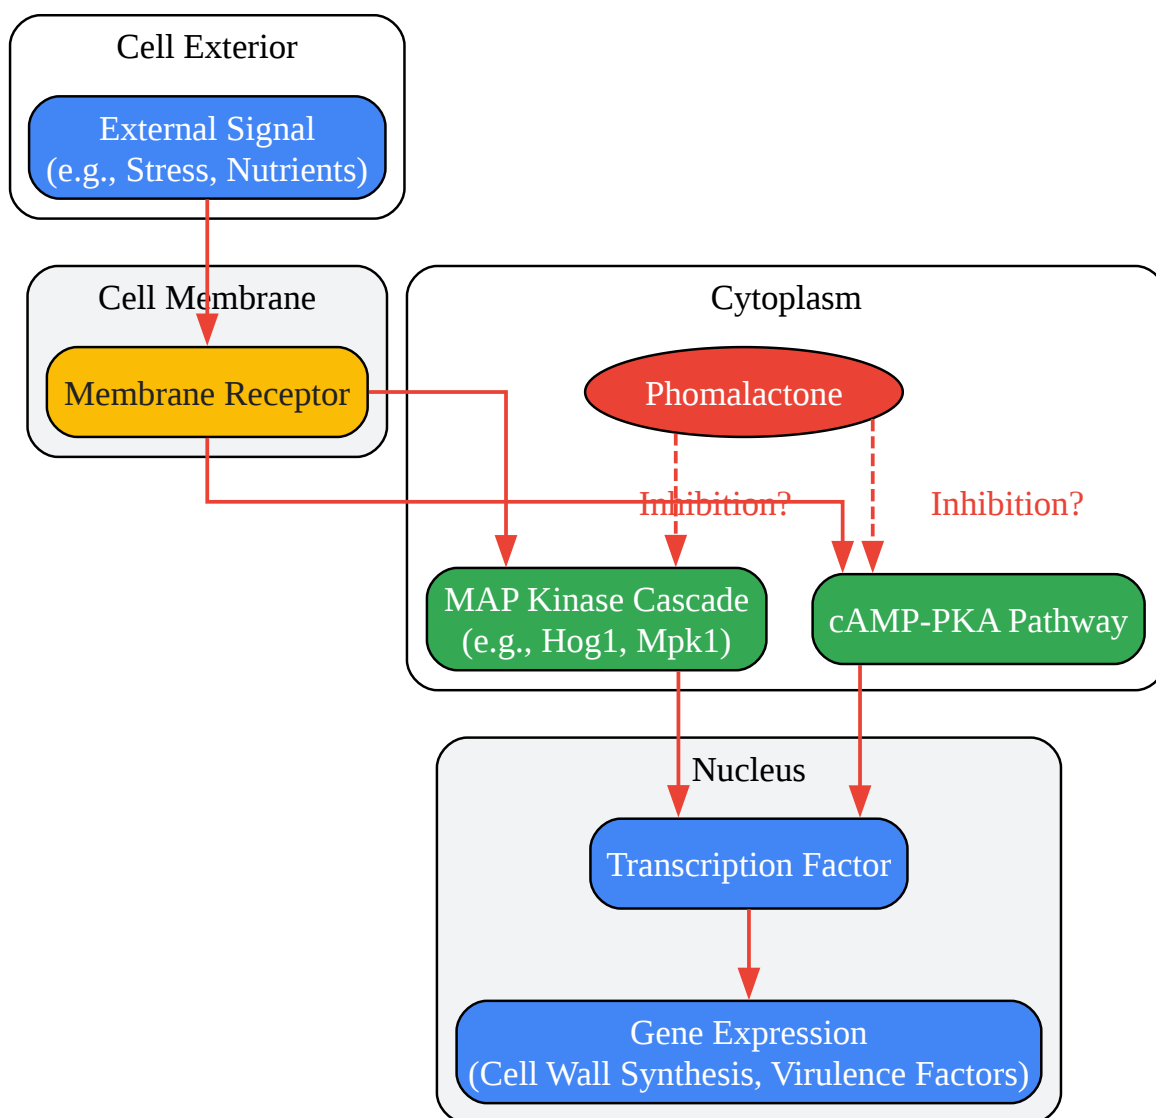 Cell Exterior
External Signal
(e.g., Stress, Nutrients)
Cell Membrane
Membrane Receptor
Cytoplasm
Phomalactone
Inhibition?
Inhibition?
MAP Kinase Cascade
(e.g., Hog1, Mpk1)
cAMP-PKA Pathway
Nucleus
Transcription Factor
Gene Expression
(Cell Wall Synthesis, Virulence Factors)